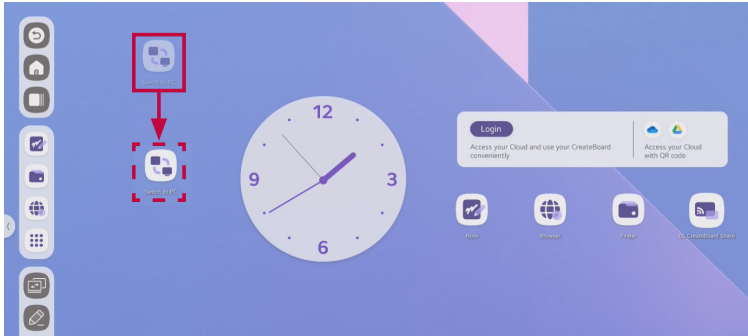 Switch to PC
Switch to PC
12
3
6
9
Login
Access your Cloud and use your CreateBoard
conveniently
Access your Cloud
with QR code
Note
Browser
Finder
LG CreateBoard Share